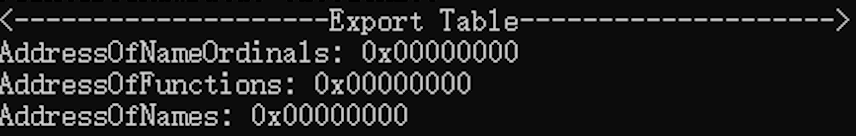 <---------------------Export Table--------------------->
AddressOfNameOrdinals: 0x00000000
AddressOfFunctions: 0x00000000
AddressOfNames: 0x00000000